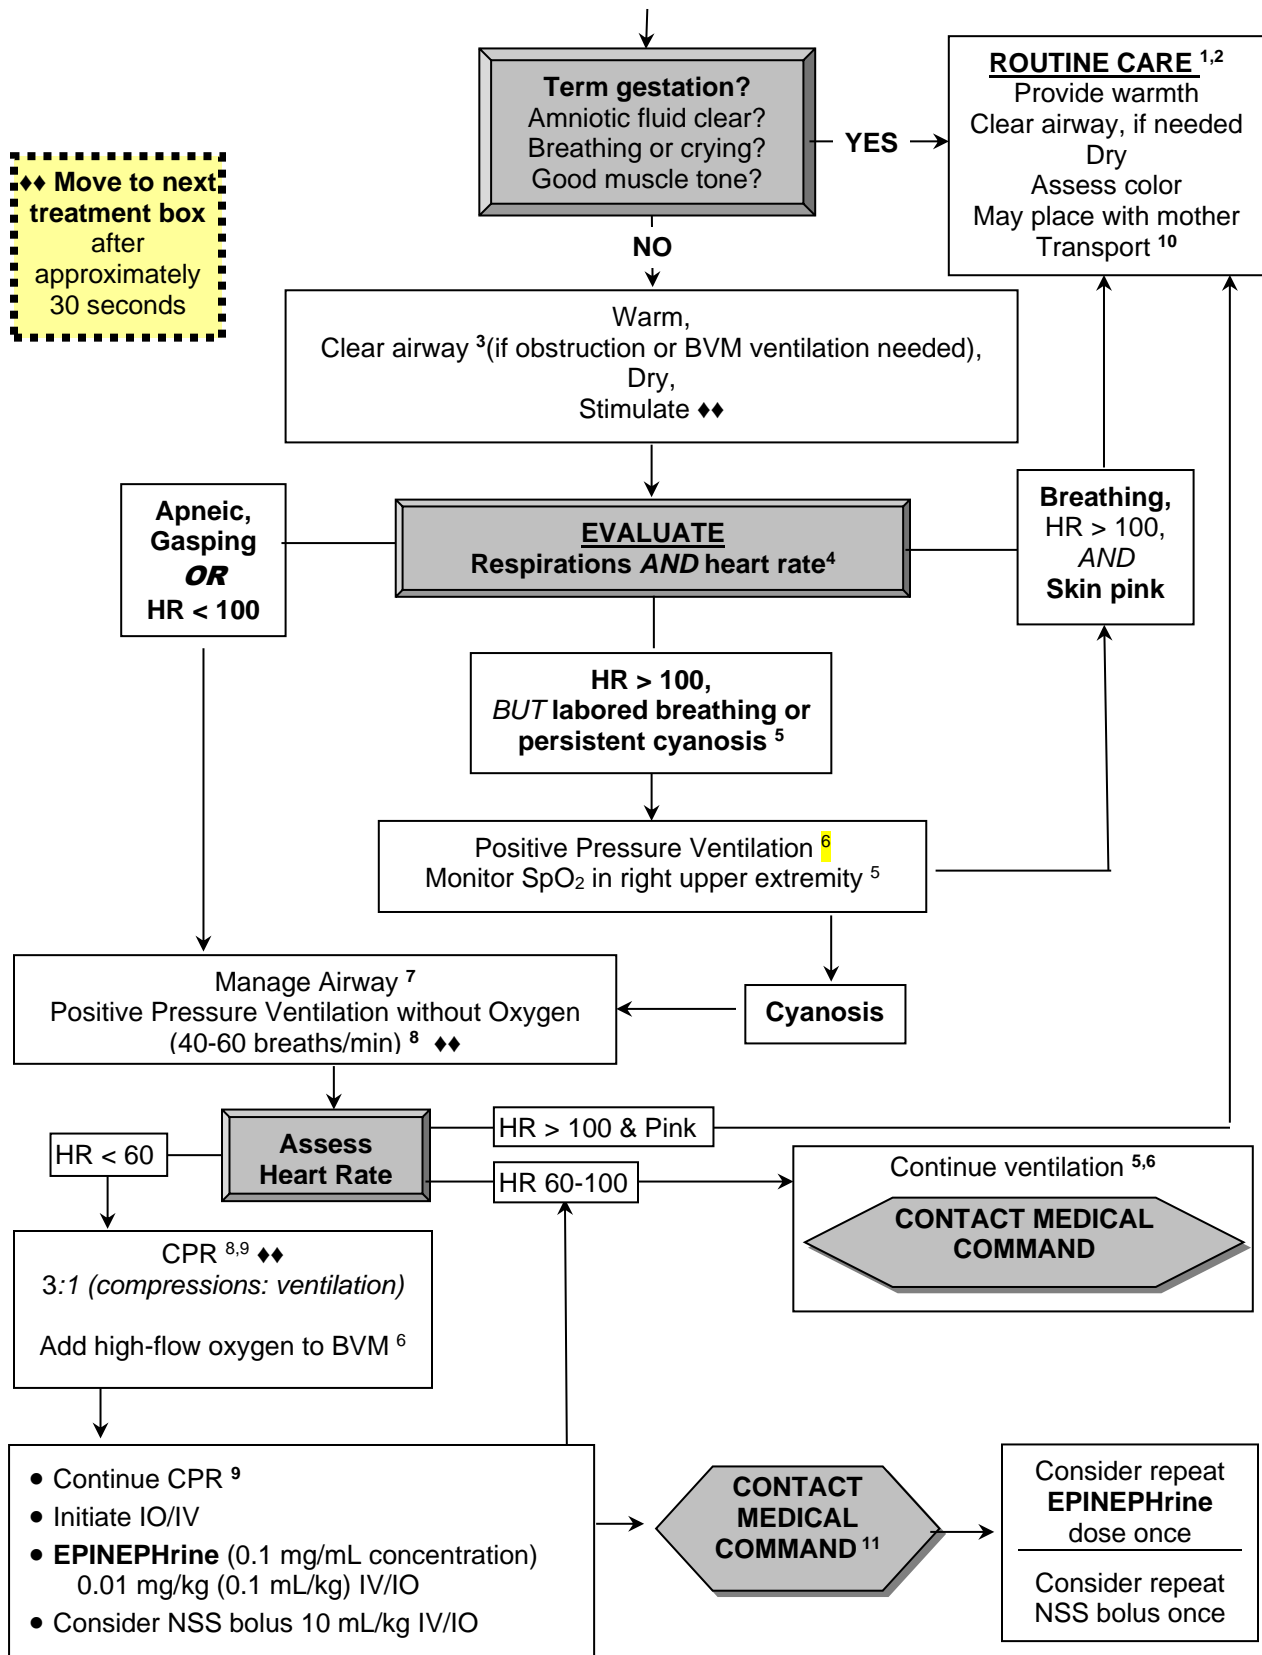 Term gestation?
Amniotic fluid clear?
Breathing or crying?
Good muscle tone?
YES
ROUTINE CARE 1,2
Provide warmth
Clear airway, if needed
Dry
Assess color
May place with mother
Transport 10
♦♦ Move to next
treatment box
after
approximately
30 seconds
NO
Warm,
Clear airway 3(if obstruction or BVM ventilation needed),
Dry,
Stimulate ♦♦
Apneic,
Gasping
OR
HR < 100
EVALUATE
Respirations AND heart rate4
Breathing,
HR > 100,
AND
Skin pink
HR > 100,
BUT labored breathing or
persistent cyanosis 5
Positive Pressure Ventilation 6
Monitor SpO2 in right upper extremity 5
Manage Airway 7
Positive Pressure Ventilation without Oxygen
(40-60 breaths/min) 8 ♦♦
Cyanosis
Assess
Heart Rate
HR > 100 & Pink
HR < 60
HR 60-100
Continue ventilation 5,6
CONTACT MEDICAL
COMMAND
CPR 8,9 ♦♦
3:1 (compressions: ventilation)
Add high-flow oxygen to BVM 6
• Continue CPR 9
• Initiate IO/IV
• EPINEPHrine (0.1 mg/mL concentration)
0.01 mg/kg (0.1 mL/kg) IV/IO
• Consider NSS bolus 10 mL/kg IV/IO
CONTACT
MEDICAL
COMMAND 11
Consider repeat
EPINEPHrine
dose once
Consider repeat
NSS bolus once